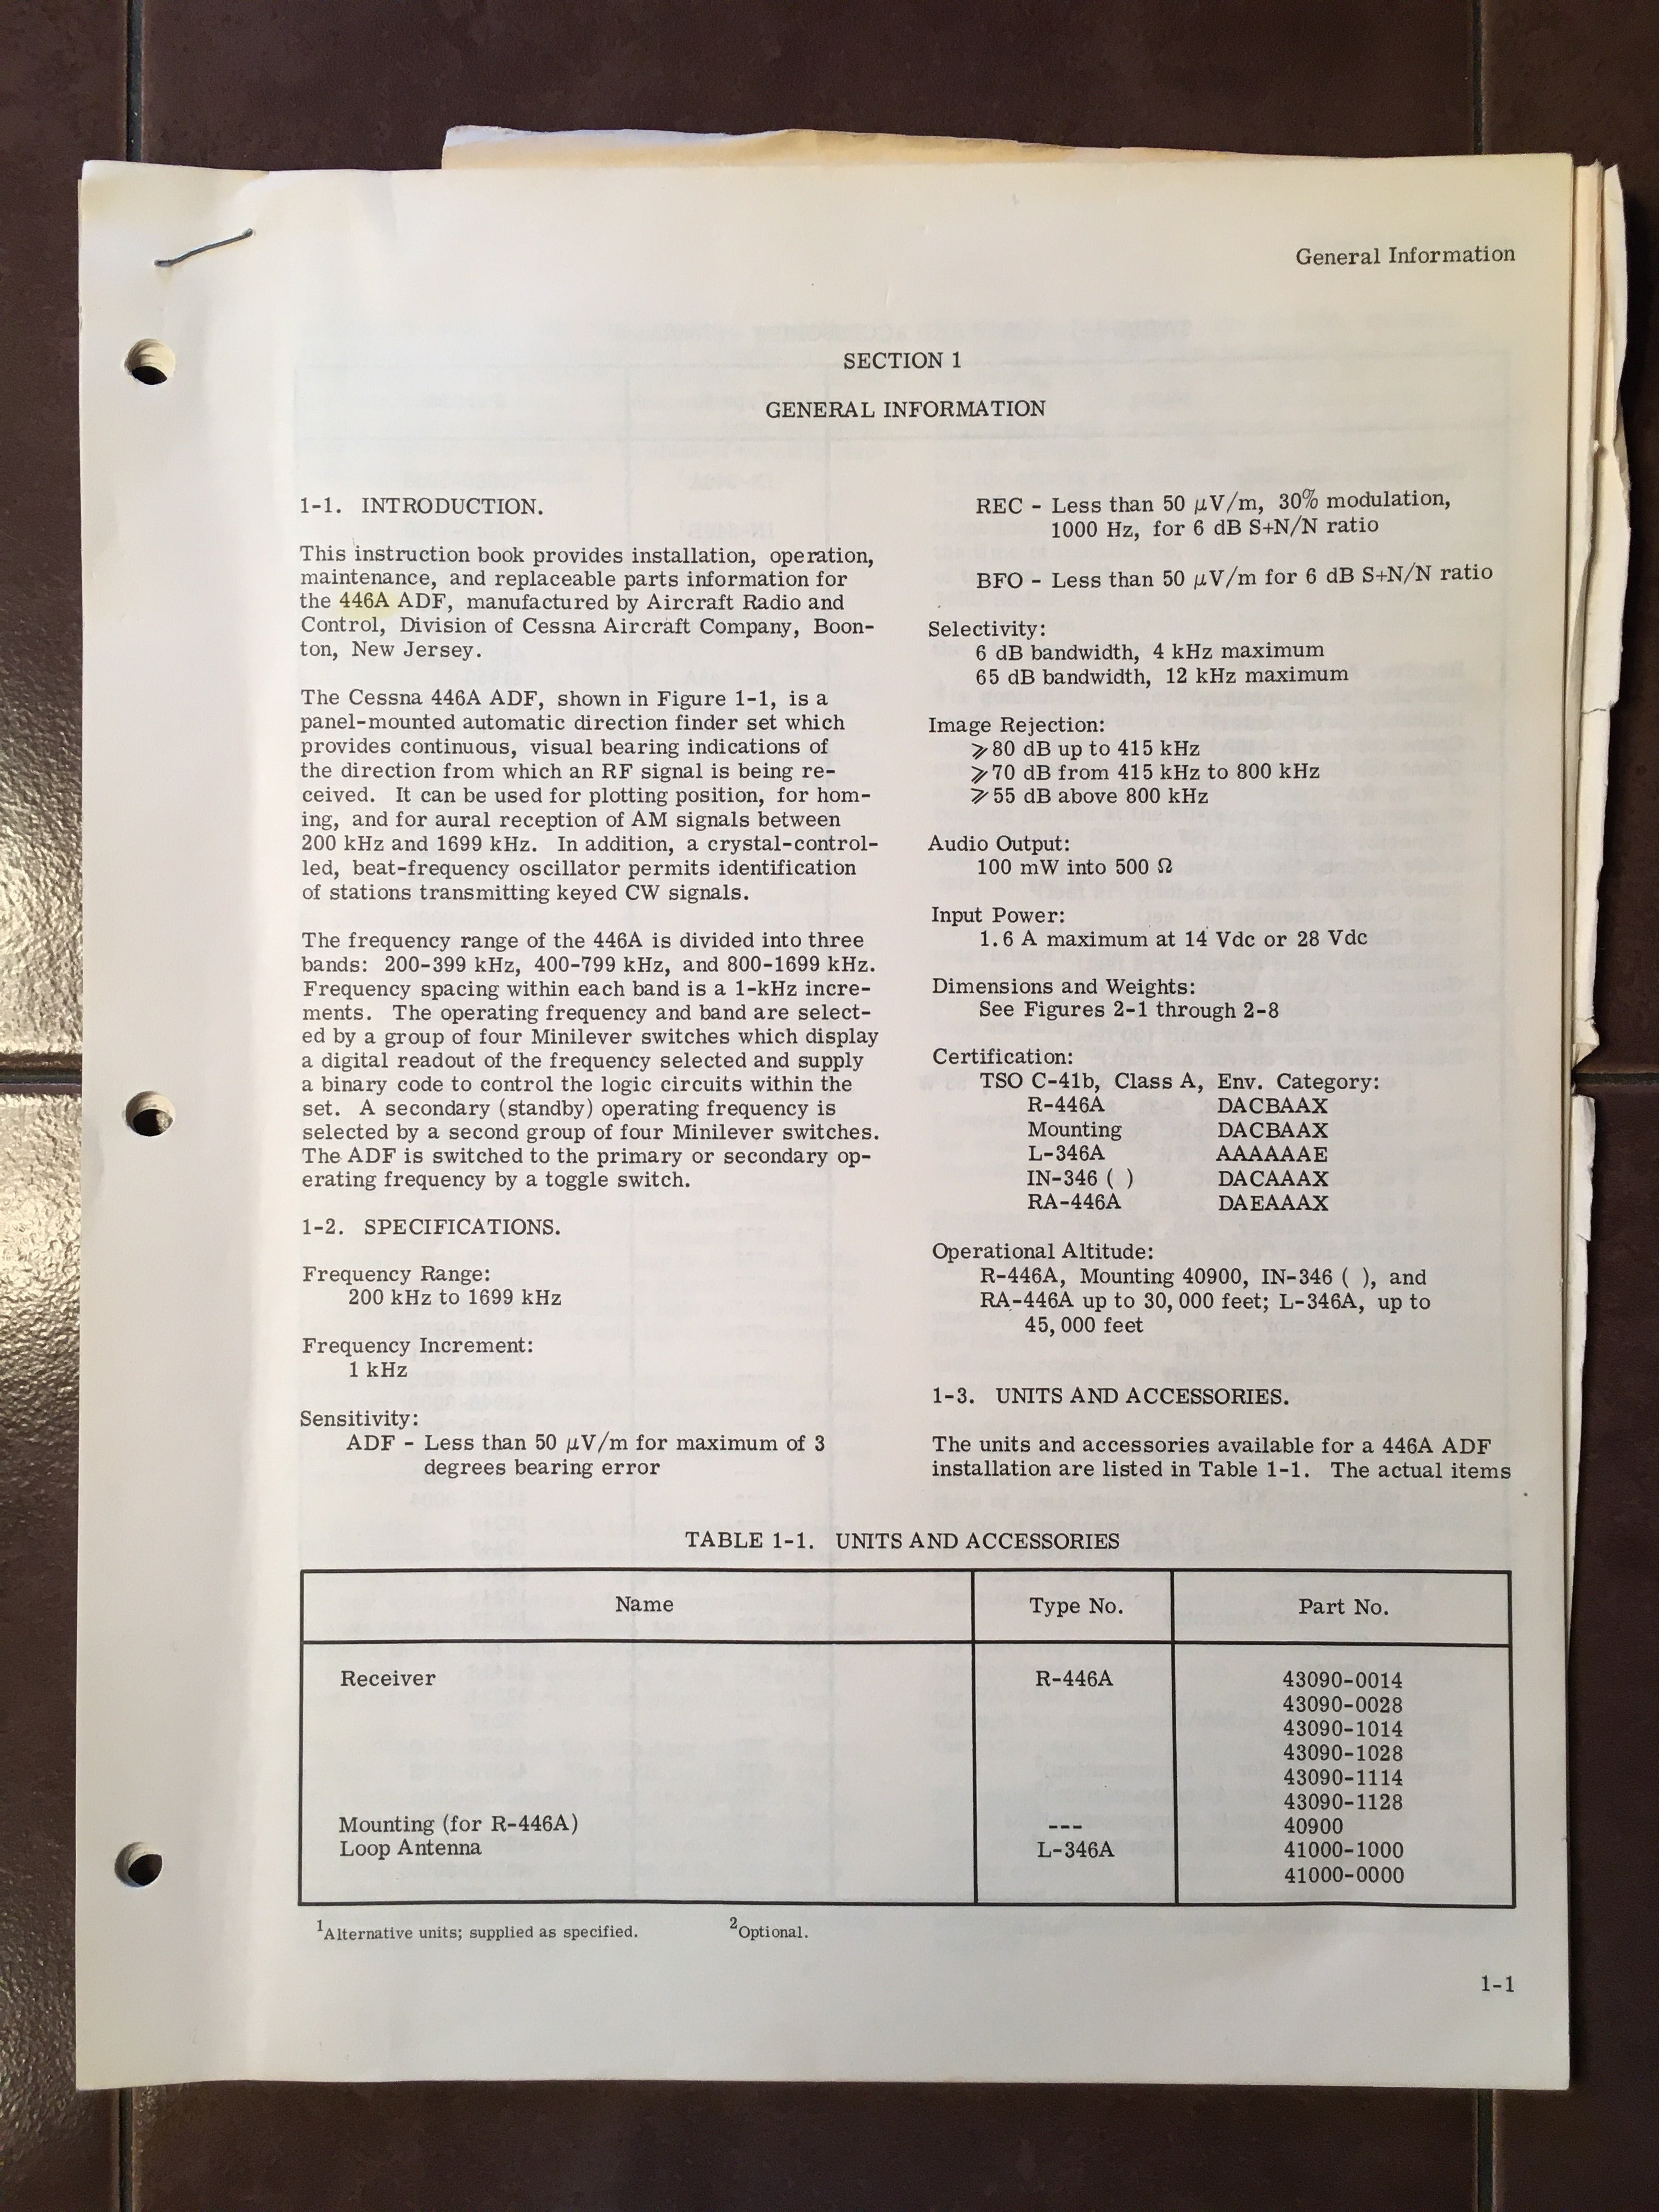 General Information
SECTION 1
GENERAL INFORMATION
1-1. INTRODUCTION.
This instruction book provides installation, operation,
maintenance, and replaceable parts information for
the 446A ADF, manufactured by Aircraft Radio and
Control, Division of Cessna Aircraft Company, Boon-
ton, New Jersey.
The Cessna 446A ADF, shown in Figure 1-1, is a
panel-mounted automatic direction finder set which
provides continuous, visual bearing indications of
the direction from which an RF signal is being re-
ceived. It can be used for plotting position, for hom-
ing, and for aural reception of AM signals between
200 kHz and 1699 kHz. In addition, a crystal-control-
led, beat-frequency oscillator permits identification
of stations transmitting keyed CW signals.
The frequency range of the 446A is divided into three
bands: 200-399 kHz, 400-799 kHz, and 800-1699 kHz.
Frequency spacing within each band is a 1-kHz incre-
ments. The operating frequency and band are select-
ed by a group of four Minilever switches which display
a digital readout of the frequency selected and supply
a binary code to control the logic circuits within the
set. A secondary (standby) operating frequency is
selected by a second group of four Minilever switches.
The ADF is switched to the primary or secondary op-
erating frequency by a toggle switch.
1-2. SPECIFICATIONS.
Frequency Range:
200 kHz to 1699 kHz
Frequency Increment:
1 kHz
Sensitivity:
ADF - Less than 50 μV/m for maximum of 3
degrees bearing error
REC - Less than 50 μV/m, 30% modulation,
1000 Hz, for 6 dB S+N/N ratio
BFO - Less than 50 μV/m for 6 dB S+N/N ratio
Selectivity:
6 dB bandwidth, 4 kHz maximum
65 dB bandwidth, 12 kHz maximum
Image Rejection:
⩾80 dB up to 415 kHz
⩾70 dB from 415 kHz to 800 kHz
⩾55 dB above 800 kHz
Audio Output:
100 mW into 500 Ω
Input Power:
1.6 A maximum at 14 Vdc or 28 Vdc
Dimensions and Weights:
See Figures 2-1 through 2-8
Certification:
TSO C-41b, Class A, Env. Category:
R-446A DACBAAX
Mounting DACBAAX
L-346A AAAAAAE
IN-346 ( ) DACAAAX
RA-446A DAEAAAX
Operational Altitude:
R-446A, Mounting 40900, IN-346 ( ), and
RA-446A up to 30,000 feet; L-346A, up to
45,000 feet
1-3. UNITS AND ACCESSORIES.
The units and accessories available for a 446A ADF
installation are listed in Table 1-1. The actual items
TABLE 1-1. UNITS AND ACCESSORIES
Name Type No. Part No.
Receiver R-446A 43090-0014
43090-0028
43090-1014
43090-1028
43090-1114
43090-1128
Mounting (for R-446A) --- 40900
Loop Antenna L-346A 41000-1000
41000-0000
1Alternative units; supplied as specified. 2Optional.
1-1